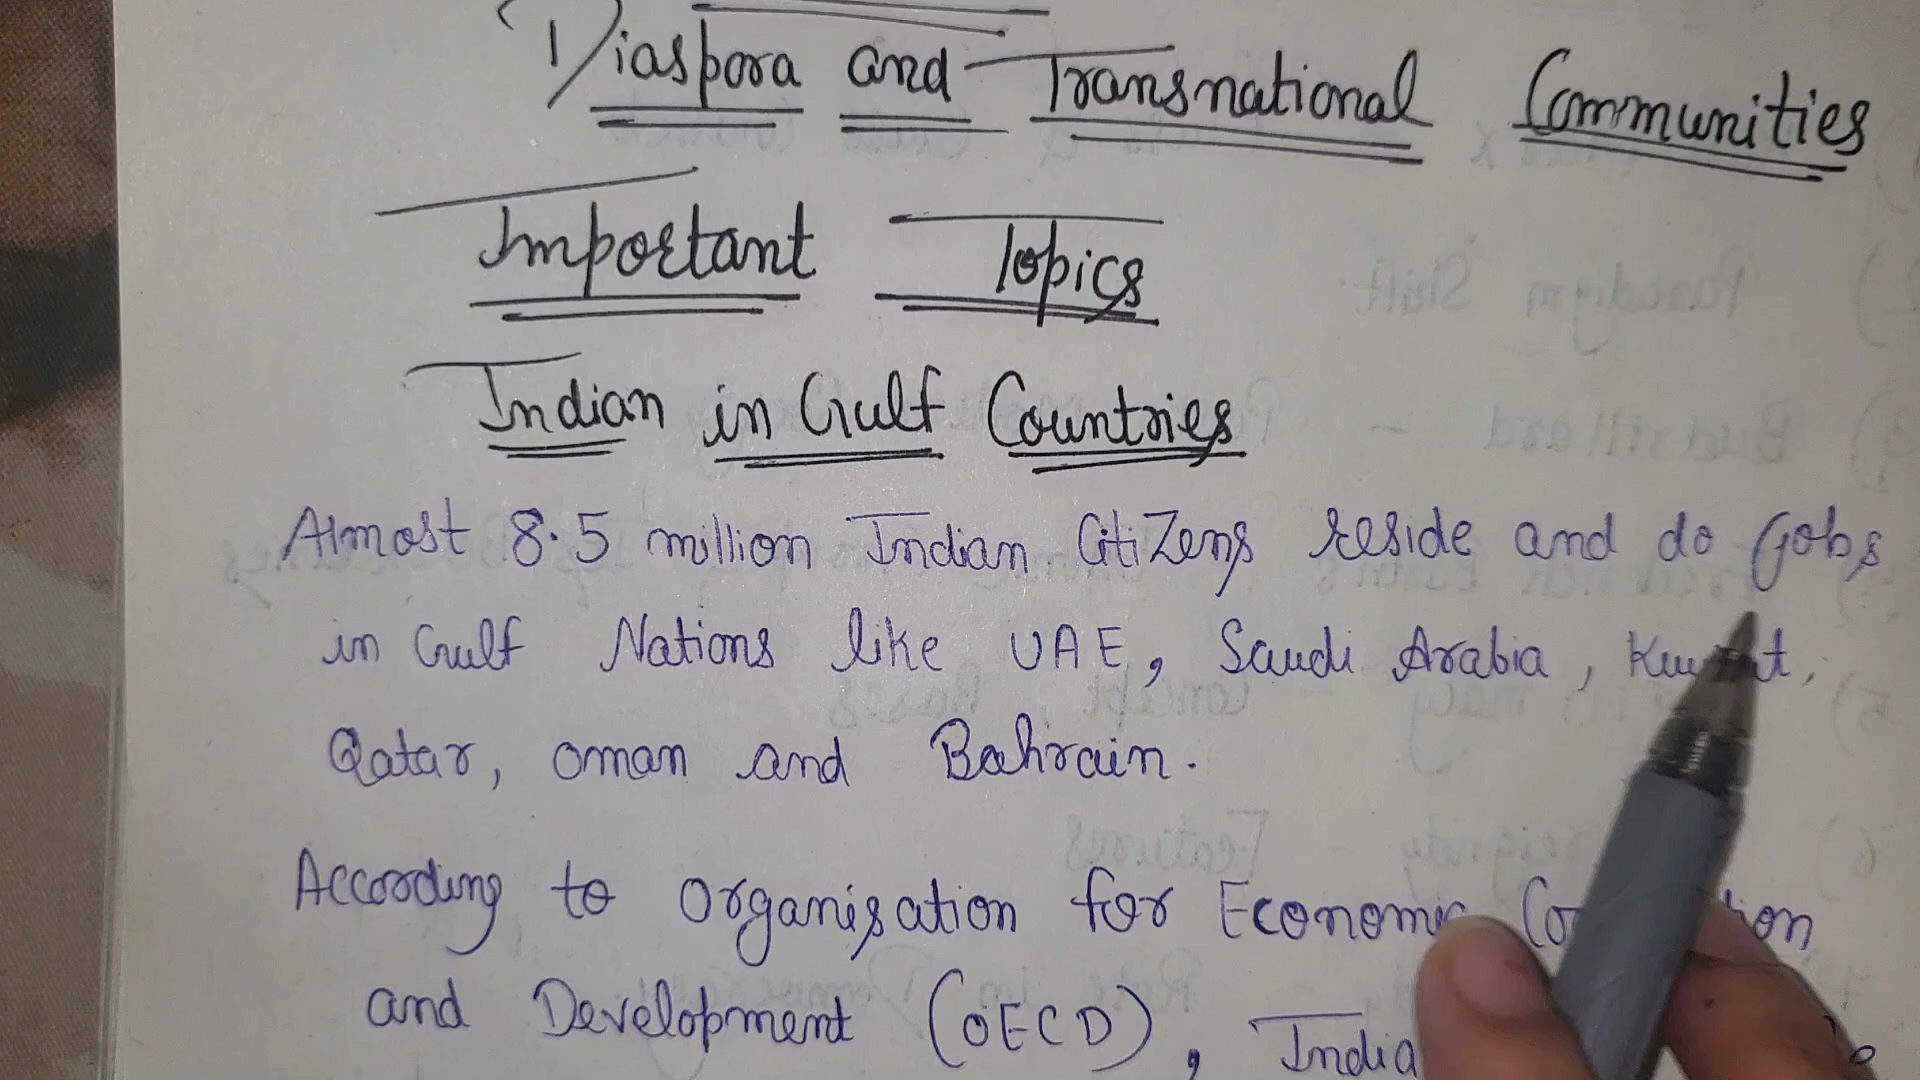 Diaspora and Transnational Communities
Important Topics
Indian in Gulf Countries
Almost 8.5 million Indian Citizens reside and do jobs
in Gulf Nations like UAE, Saudi Arabia,
Qatar, Oman and Bahrain.
According to Organisation for Economic
and Development (OECD), India